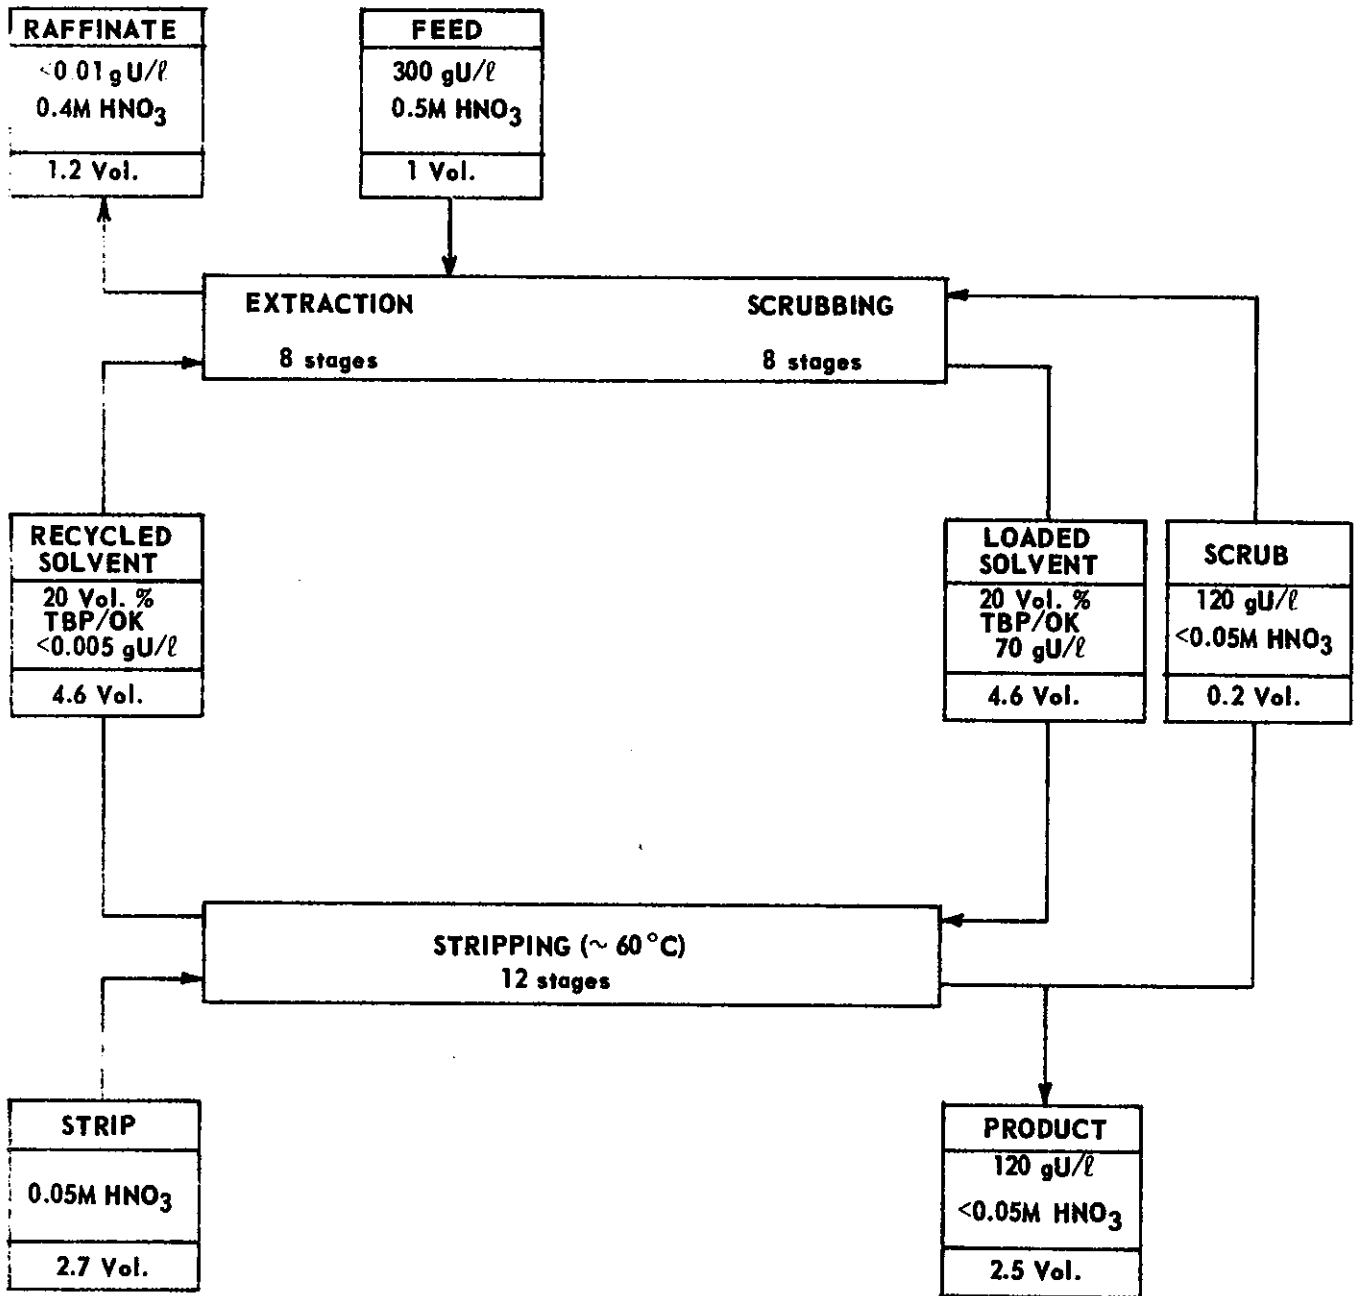 RAFFINATE
<0.01 gU/ℓ
0.4M HNO3
1.2 Vol.
FEED
300 gU/ℓ
0.5M HNO3
1 Vol.
EXTRACTION
8 stages
SCRUBBING
8 stages
RECYCLED
SOLVENT
20 Vol. %
TBP/OK
<0.005 gU/ℓ
4.6 Vol.
LOADED
SOLVENT
20 Vol. %
TBP/OK
70 gU/ℓ
4.6 Vol.
SCRUB
120 gU/ℓ
<0.05M HNO3
0.2 Vol.
STRIPPING (~ 60°C)
12 stages
STRIP
0.05M HNO3
2.7 Vol.
PRODUCT
120 gU/ℓ
<0.05M HNO3
2.5 Vol.